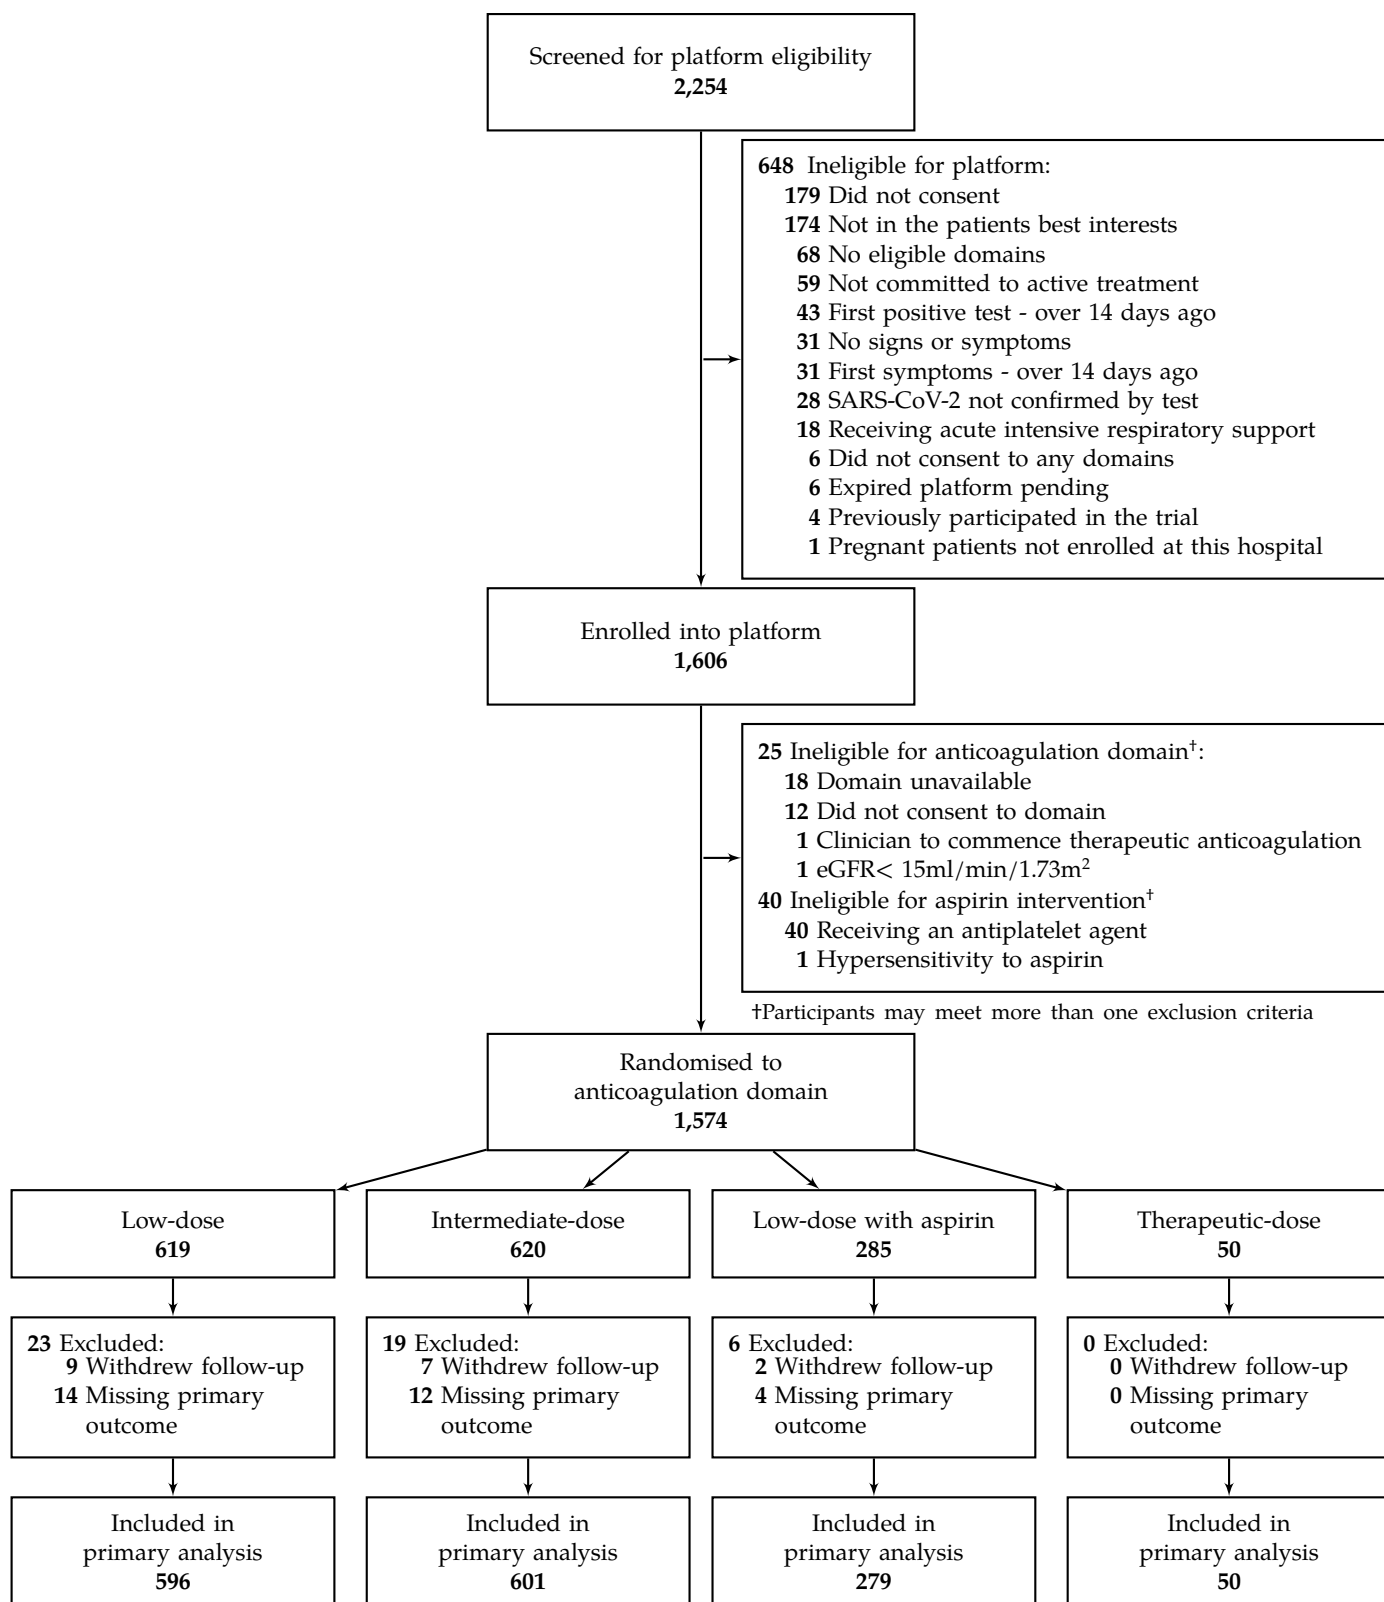 Screened for platform eligibility
2,254
648 Ineligible for platform:
179 Did not consent
174 Not in the patients best interests
68 No eligible domains
59 Not committed to active treatment
43 First positive test - over 14 days ago
31 No signs or symptoms
31 First symptoms - over 14 days ago
28 SARS-CoV-2 not confirmed by test
18 Receiving acute intensive respiratory support
6 Did not consent to any domains
6 Expired platform pending
4 Previously participated in the trial
1 Pregnant patients not enrolled at this hospital
Enrolled into platform
1,606
25 Ineligible for anticoagulation domain†:
18 Domain unavailable
12 Did not consent to domain
1 Clinician to commence therapeutic anticoagulation
1 eGFR< 15ml/min/1.73m²
40 Ineligible for aspirin intervention†
40 Receiving an antiplatelet agent
1 Hypersensitivity to aspirin
†Participants may meet more than one exclusion criteria
Randomised to
anticoagulation domain
1,574
Low-dose
619
Intermediate-dose
620
Low-dose with aspirin
285
Therapeutic-dose
50
23 Excluded:
9 Withdrew follow-up
14 Missing primary
outcome
19 Excluded:
7 Withdrew follow-up
12 Missing primary
outcome
6 Excluded:
2 Withdrew follow-up
4 Missing primary
outcome
0 Excluded:
0 Withdrew follow-up
0 Missing primary
outcome
Included in
primary analysis
596
Included in
primary analysis
601
Included in
primary analysis
279
Included in
primary analysis
50